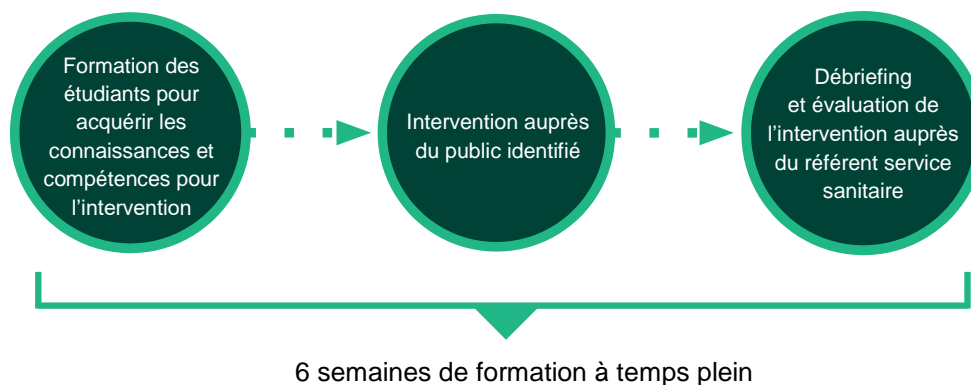 Formation des
étudiants pour
acquérir les
connaissances et
compétences pour
l'intervention
Intervention auprès
du public identifié
Débriefing
et évaluation de
l'intervention auprès
du référent service
sanitaire
6 semaines de formation à temps plein